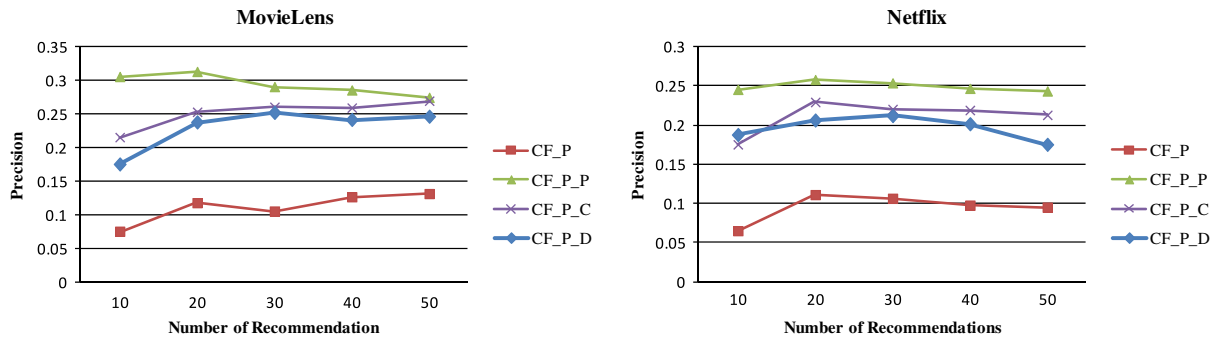 MovieLens
0.35
0.3
0.25
0.2
0.15
0.1
0.05
0
Precision
10 20 30 40 50
Number of Recommendation
CF_P
CF_P_P
CF_P_C
CF_P_D
Netflix
0.3
0.25
0.2
0.15
0.1
0.05
0
Precision
10 20 30 40 50
Number of Recommendations
CF_P
CF_P_P
CF_P_C
CF_P_D